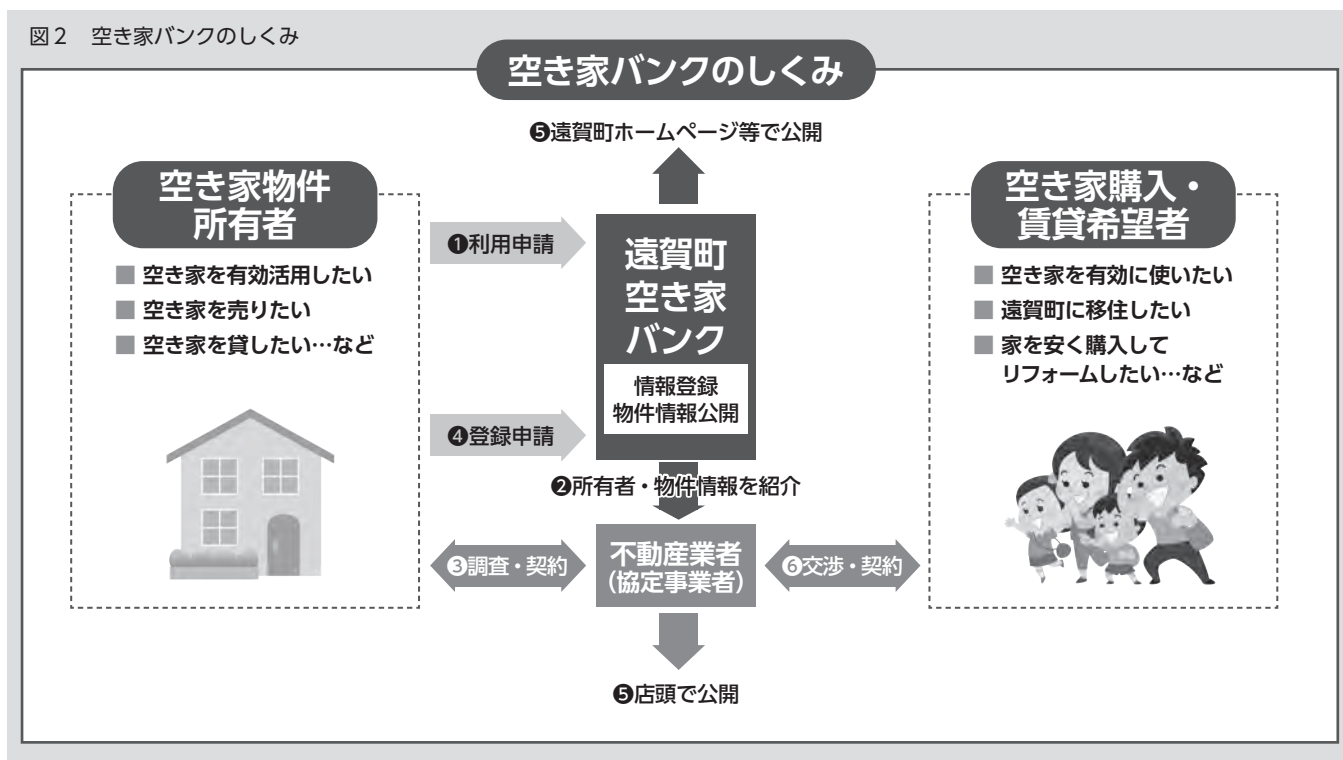 図2 空き家バンクのしくみ
空き家バンクのしくみ
❺遠賀町ホームページ等で公開
空き家物件
所有者
■ 空き家を有効活用したい
■ 空き家を売りたい
■ 空き家を貸したい…など
❶利用申請
❹登録申請
遠賀町
空き家
バンク
情報登録
物件情報公開
❷所有者・物件情報を紹介
❸調査・契約
不動産業者
(協定事業者)
❻交渉・契約
❺店頭で公開
空き家購入・
賃貸希望者
■ 空き家を有効に使いたい
■ 遠賀町に移住したい
■ 家を安く購入して
リフォームしたい…など